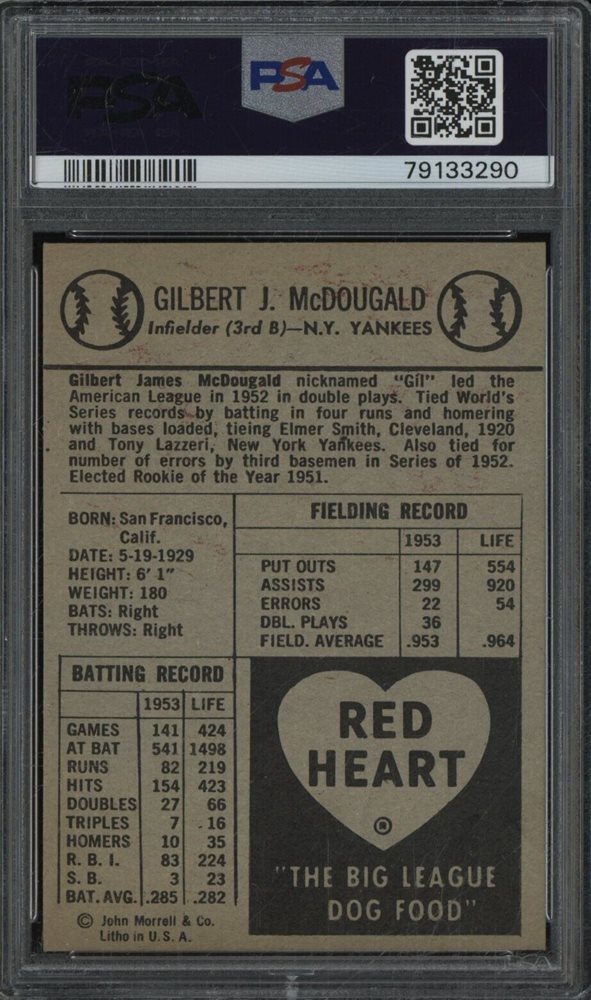 PSA
PSA
79133290
GILBERT J. McDOUGALD
Infielder (3rd B)—N.Y. YANKEES
Gilbert James McDougald nicknamed "Gil" led the
American League in 1952 in double plays. Tied World's
Series records by batting in four runs and homering
with bases loaded, tieing Elmer Smith, Cleveland, 1920
and Tony Lazzeri, New York Yankees. Also tied for
number of errors by third basemen in Series of 1952.
Elected Rookie of the Year 1951.
BORN: San Francisco,
Calif.
DATE: 5-19-1929
HEIGHT: 6' 1"
WEIGHT: 180
BATS: Right
THROWS: Right
FIELDING RECORD
1953 LIFE
PUT OUTS 147 554
ASSISTS 299 920
ERRORS 22 54
DBL. PLAYS 36
FIELD. AVERAGE .953 .964
BATTING RECORD
1953 LIFE
GAMES 141 424
AT BAT 541 1498
RUNS 82 219
HITS 154 423
DOUBLES 27 66
TRIPLES 7 16
HOMERS 10 35
R. B. I. 83 224
S. B. 3 23
BAT. AVG. .285 .282
© John Morrell & Co.
Litho in U. S. A.
RED
HEART
®
"THE BIG LEAGUE
DOG FOOD"